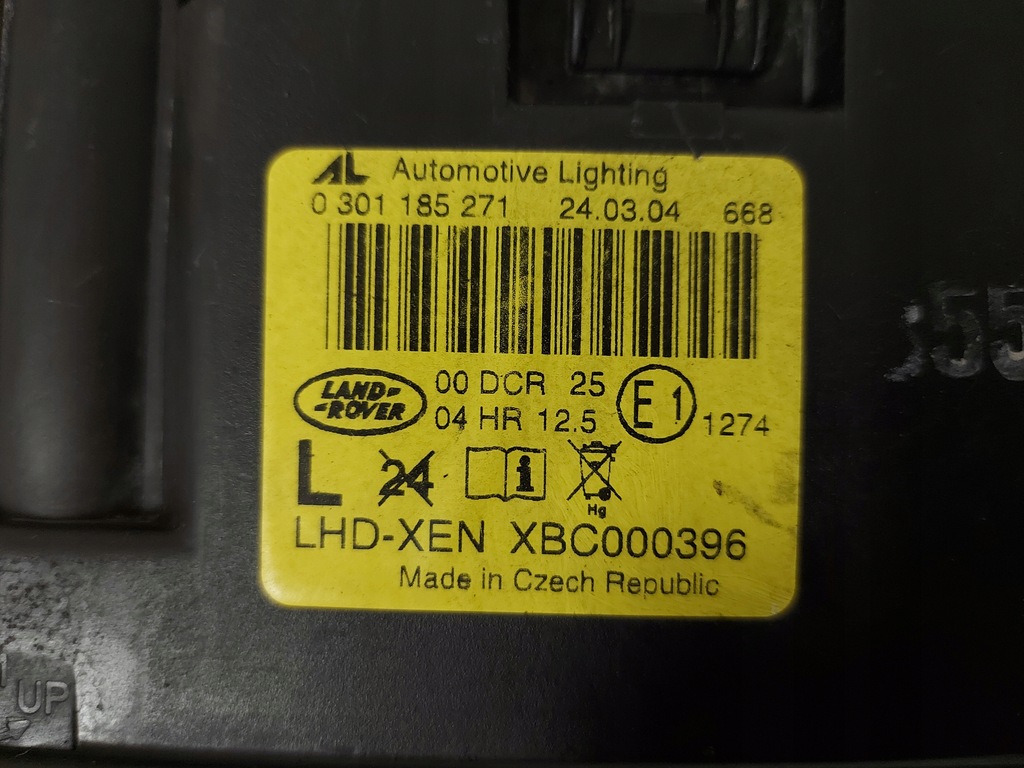 AL Automotive Lighting
0 301 185 271 24.03.04 668
LAND-
-ROVER
00 DCR 25
04 HR 12.5
E1
1274
L 24 i
Hg
LHD-XEN XBC000396
Made in Czech Republic
55
UP